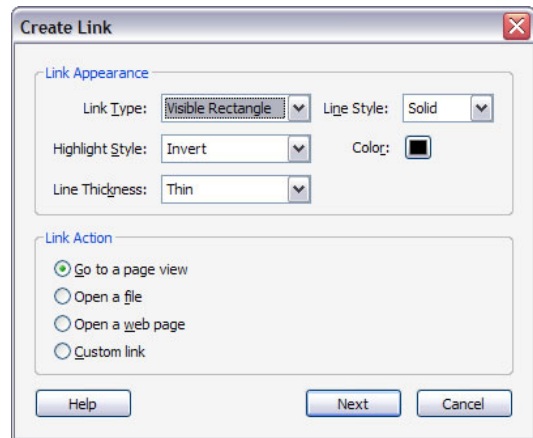 Create Link
Link Appearance
Link Type: Visible Rectangle Line Style: Solid
Highlight Style: Invert Color:
Line Thickness: Thin
Link Action
Go to a page view
Open a file
Open a web page
Custom link
Help Next Cancel